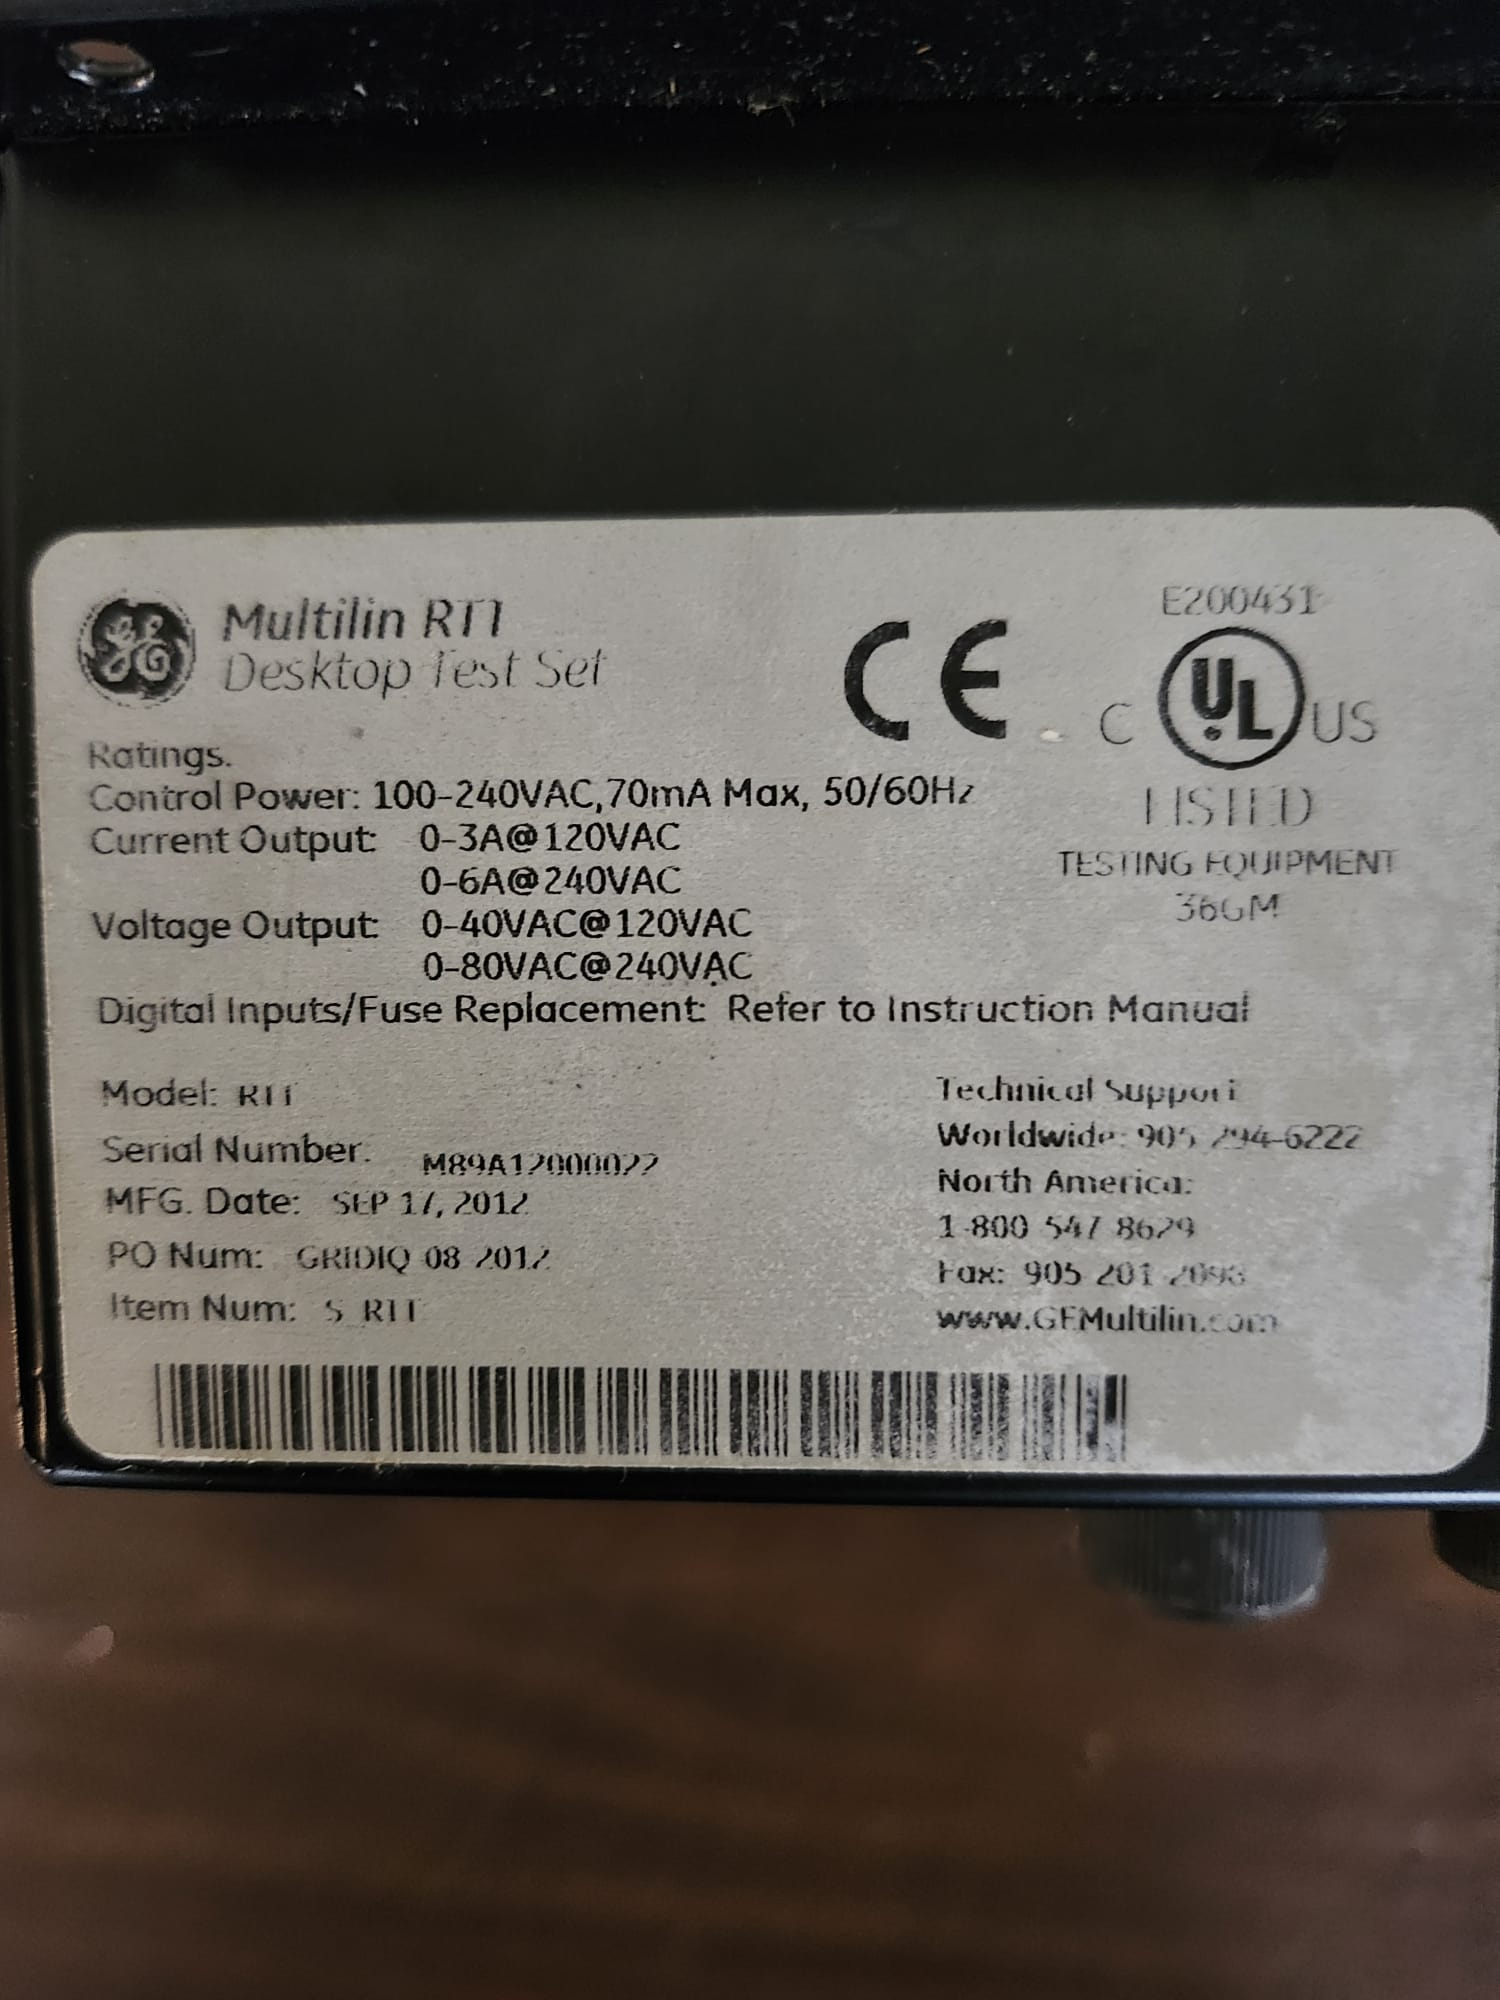 Multilin RTT
Desktop Test Set
Ratings:
Control Power: 100-240VAC,70mA Max, 50/60Hz
Current Output: 0-3A@120VAC
0-6A@240VAC
Voltage Output: 0-40VAC@120VAC
0-80VAC@240VAC
Digital Inputs/Fuse Replacement: Refer to Instruction Manual
CE
E200431
C UL US
LISTED
TESTING EQUIPMENT
36GM
Model: RTT
Serial Number: M89A12000022
MFG. Date: SEP 17, 2012
PO Num: GRIDIQ 08 2012
Item Num: S RTT
Technical Support
Worldwide: 905 294-6222
North America:
1-800 547 8629
Fax: 905 201 2098
www.GEMultilin.com